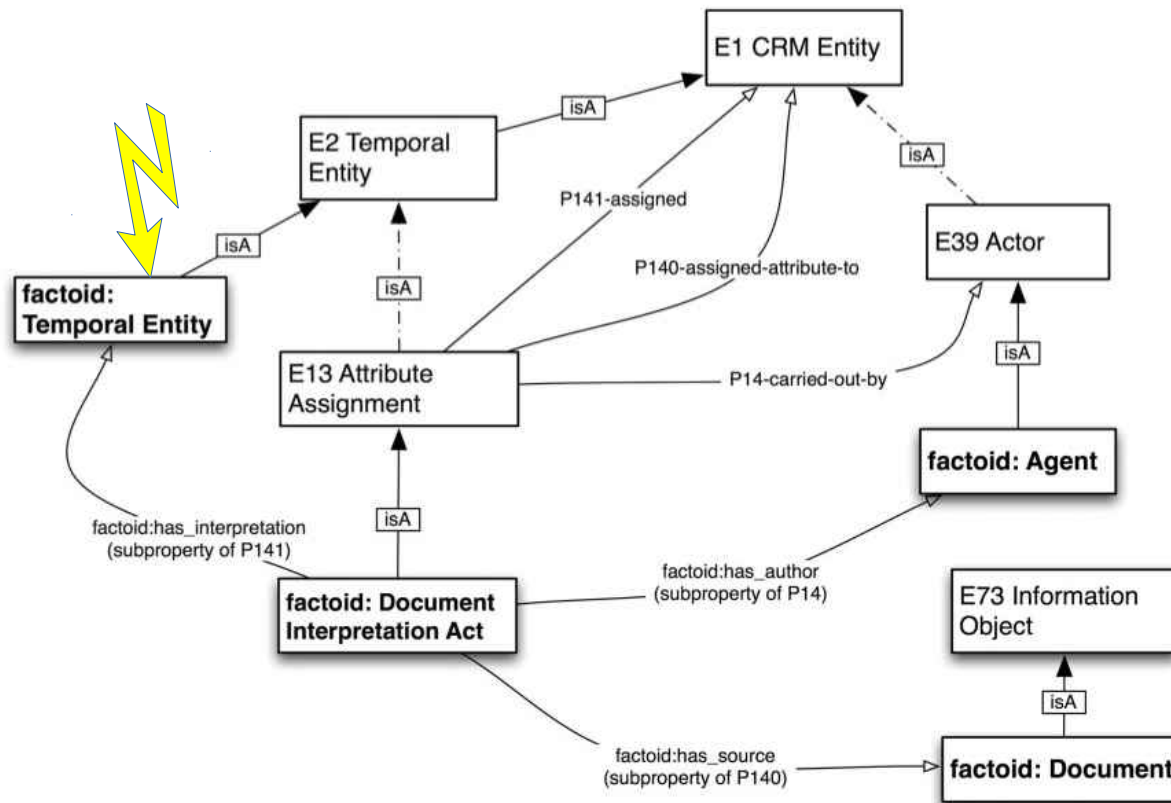 E1 CRM Entity
isA
E2 Temporal
Entity
isA
P141-assigned
E39 Actor
isA
P140-assigned-attribute-to
factoid:
Temporal Entity
isA
isA
E13 Attribute
Assignment
P14-carried-out-by
factoid: Agent
isA
factoid:has_interpretation
(subproperty of P141)
factoid:has_author
(subproperty of P14)
factoid: Document
Interpretation Act
E73 Information
Object
isA
factoid:has_source
(subproperty of P140)
factoid: Document